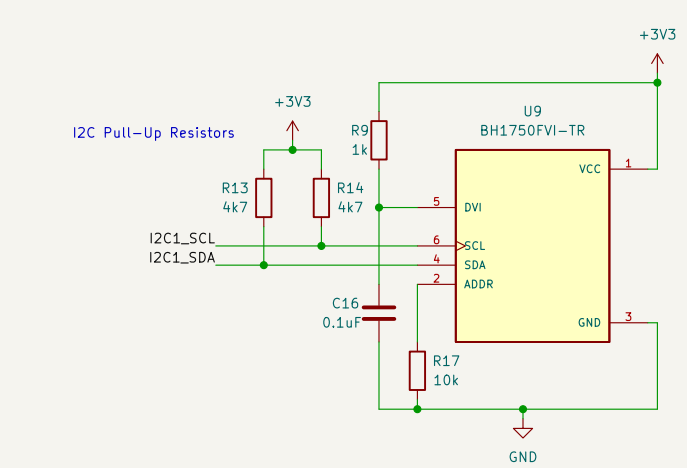 +3V3
+3V3
U9
BH1750FVI-TR
I2C Pull-Up Resistors
R9
1k
VCC
1
R13
4k7
R14
4k7
5
DVI
I2C1_SCL
6
SCL
I2C1_SDA
4
SDA
2
ADDR
C16
0.1uF
GND
3
R17
10k
GND